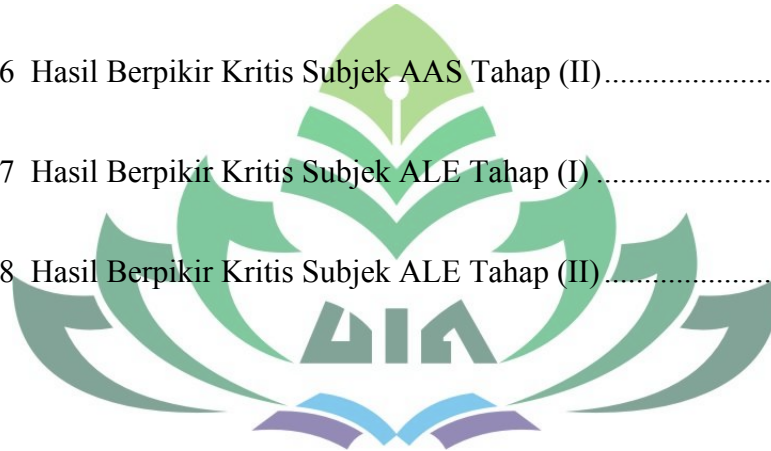 6 Hasil Berpikir Kritis Subjek AAS Tahap (II).....................
7 Hasil Berpikir Kritis Subjek ALE Tahap (I) ......................
8 Hasil Berpikir Kritis Subjek ALE Tahap (II).....................
UIN